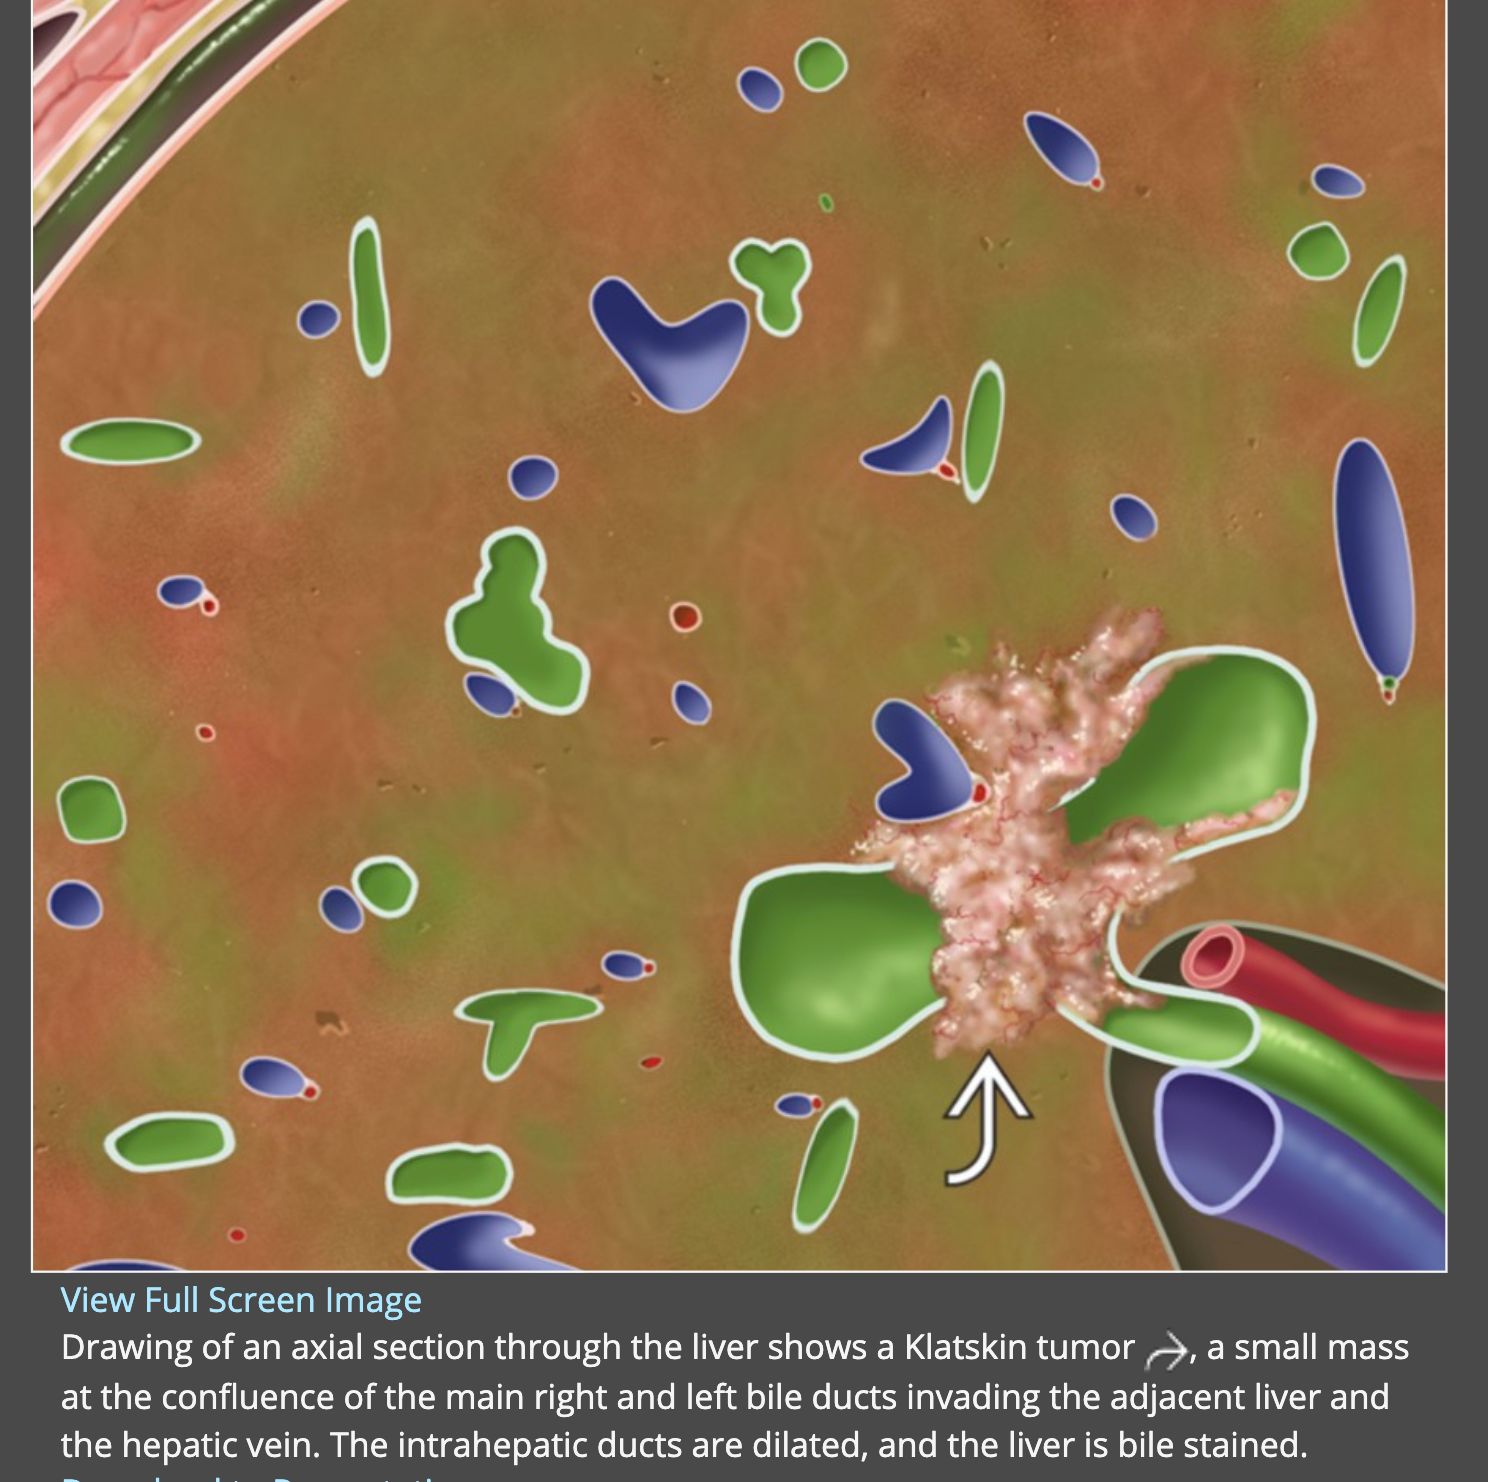 View Full Screen Image
Drawing of an axial section through the liver shows a Klatskin tumor , a small mass
at the confluence of the main right and left bile ducts invading the adjacent liver and
the hepatic vein. The intrahepatic ducts are dilated, and the liver is bile stained.